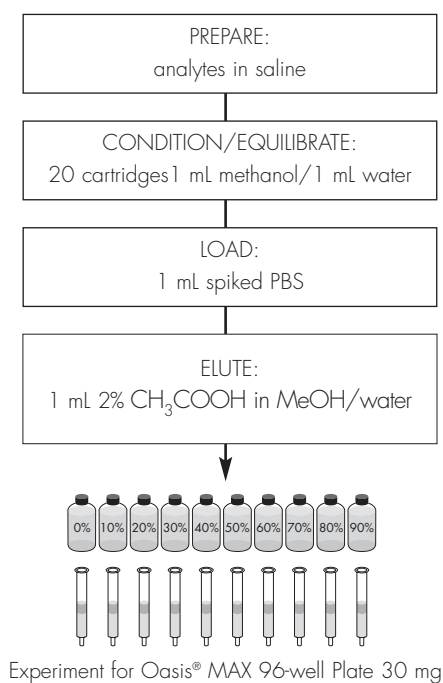 PREPARE:
analytes in saline
CONDITION/EQUILIBRATE:
20 cartridges1 mL methanol/1 mL water
LOAD:
1 mL spiked PBS
ELUTE:
1 mL 2% CH₃COOH in MeOH/water
0% 10% 20% 30% 40% 50% 60% 70% 80% 90%
Experiment for Oasis® MAX 96-well Plate 30 mg